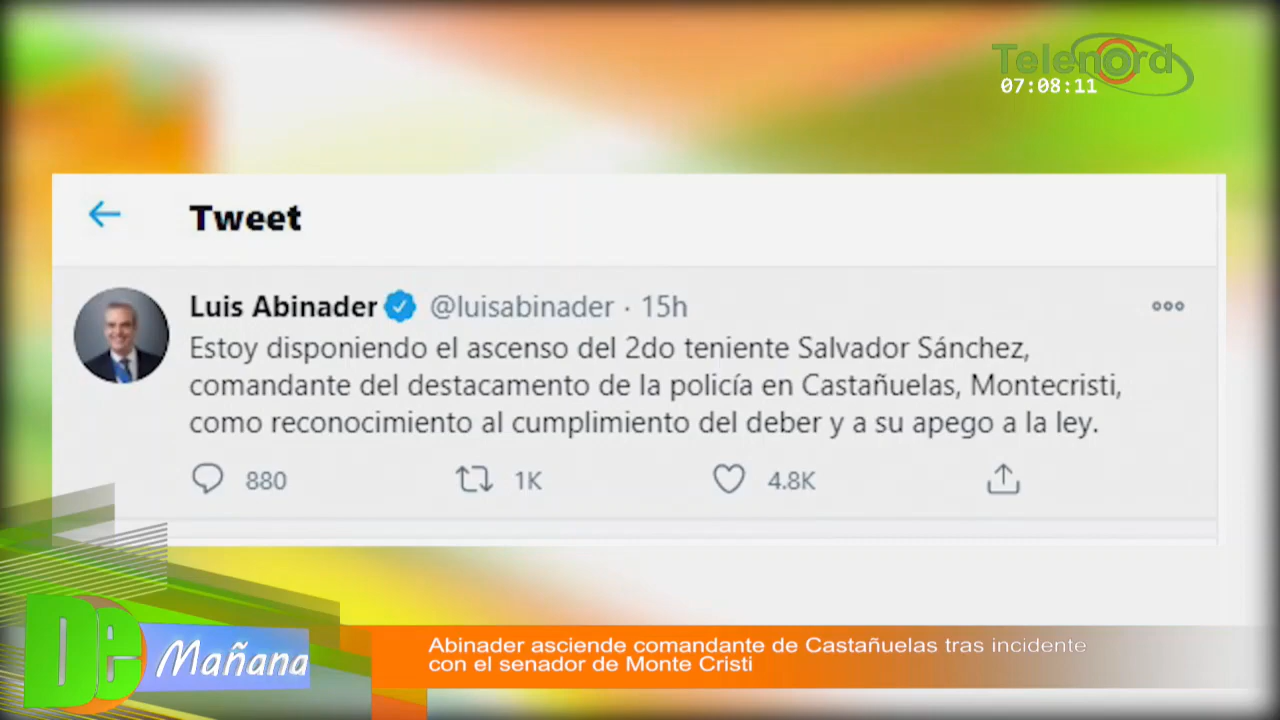 Telenord
07:08:11
Tweet
Luis Abinader @luisabinader · 15h
Estoy disponiendo el ascenso del 2do teniente Salvador Sánchez,
comandante del destacamento de la policía en Castañuelas, Montecristi,
como reconocimiento al cumplimiento del deber y a su apego a la ley.
880 1K 4.8K
De Mañana
Abinader asciende comandante de Castañuelas tras incidente
con el senador de Monte Cristi